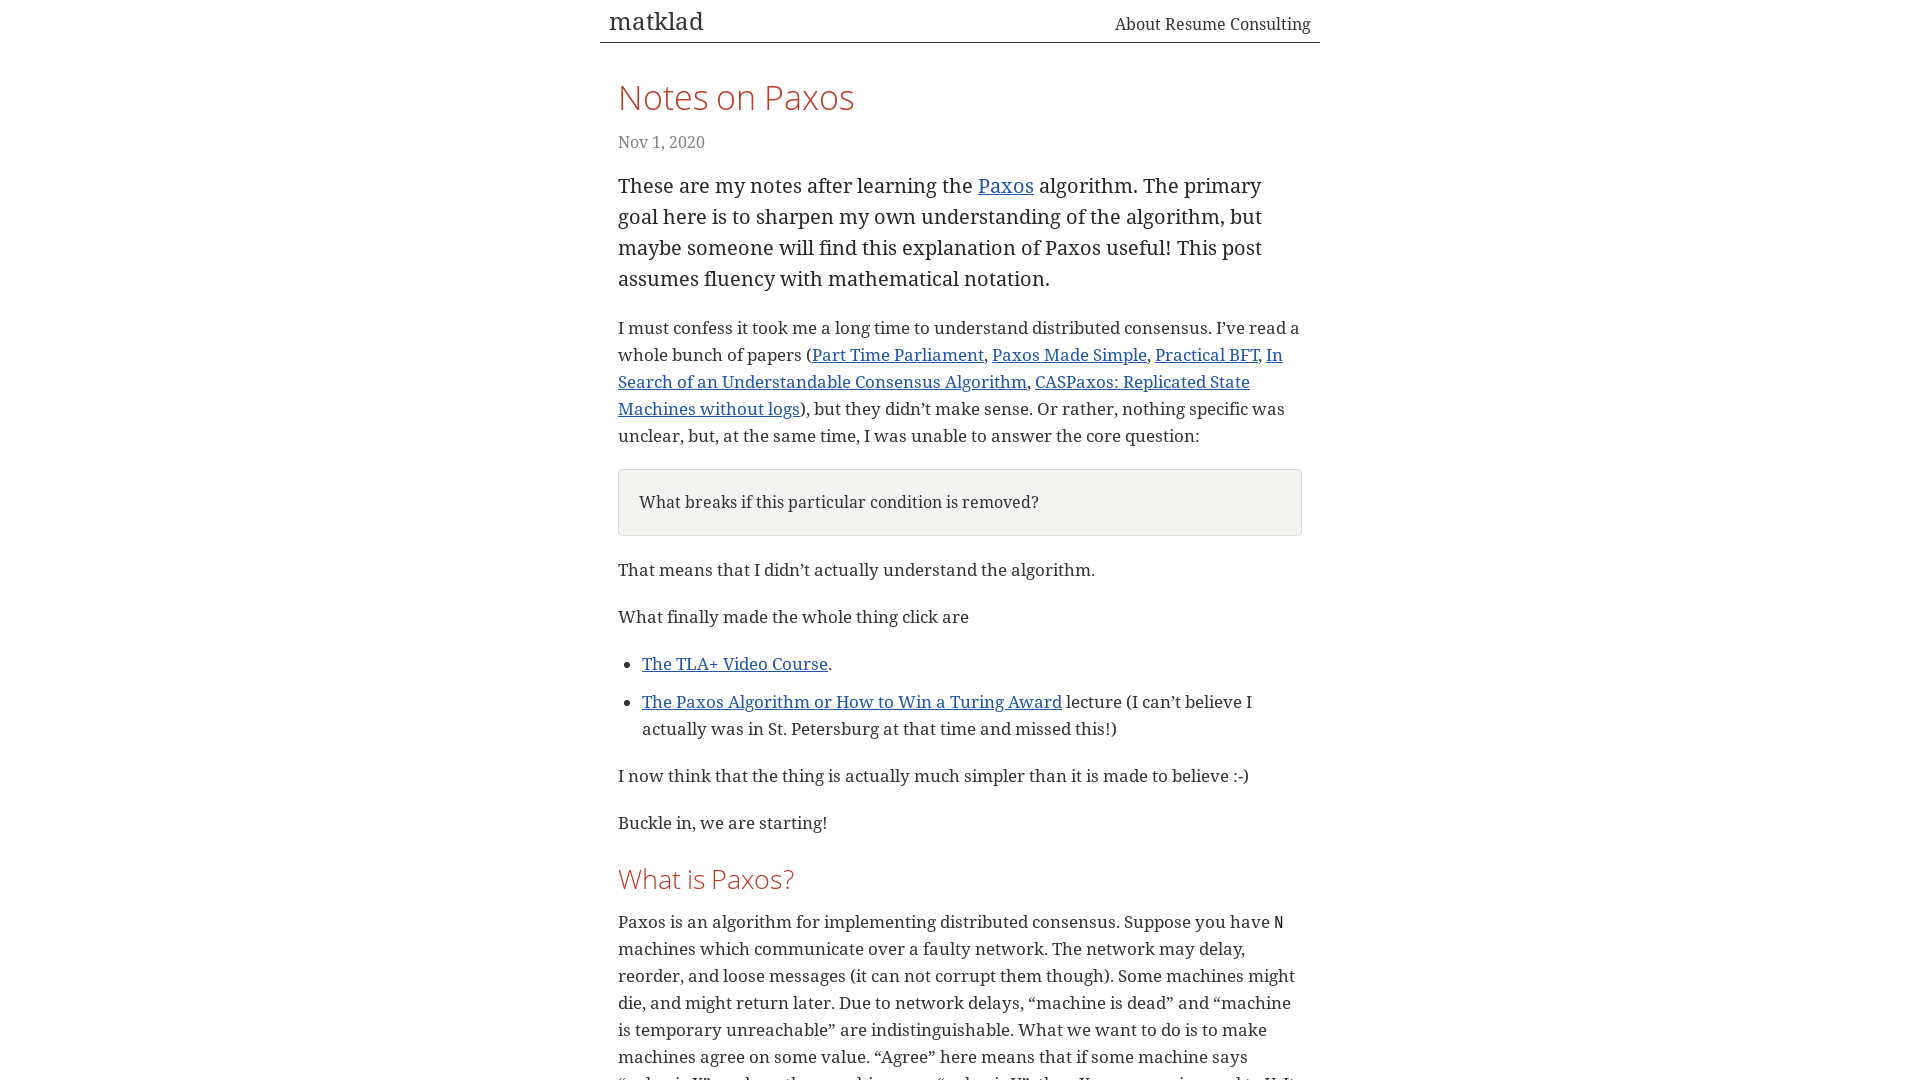 matklad
About Resume Consulting
Notes on Paxos
Nov 1, 2020
These are my notes after learning the Paxos algorithm. The primary
goal here is to sharpen my own understanding of the algorithm, but
maybe someone will find this explanation of Paxos useful! This post
assumes fluency with mathematical notation.
I must confess it took me a long time to understand distributed consensus. I’ve read a
whole bunch of papers (Part Time Parliament, Paxos Made Simple, Practical BFT, In
Search of an Understandable Consensus Algorithm, CASPaxos: Replicated State
Machines without logs), but they didn’t make sense. Or rather, nothing specific was
unclear, but, at the same time, I was unable to answer the core question:
What breaks if this particular condition is removed?
That means that I didn’t actually understand the algorithm.
What finally made the whole thing click are
• The TLA+ Video Course.
• The Paxos Algorithm or How to Win a Turing Award lecture (I can’t believe I
actually was in St. Petersburg at that time and missed this!)
I now think that the thing is actually much simpler than it is made to believe :-)
Buckle in, we are starting!
What is Paxos?
Paxos is an algorithm for implementing distributed consensus. Suppose you have N
machines which communicate over a faulty network. The network may delay,
reorder, and loose messages (it can not corrupt them though). Some machines might
die, and might return later. Due to network delays, “machine is dead” and “machine
is temporary unreachable” are indistinguishable. What we want to do is to make
machines agree on some value. “Agree” here means that if some machine says